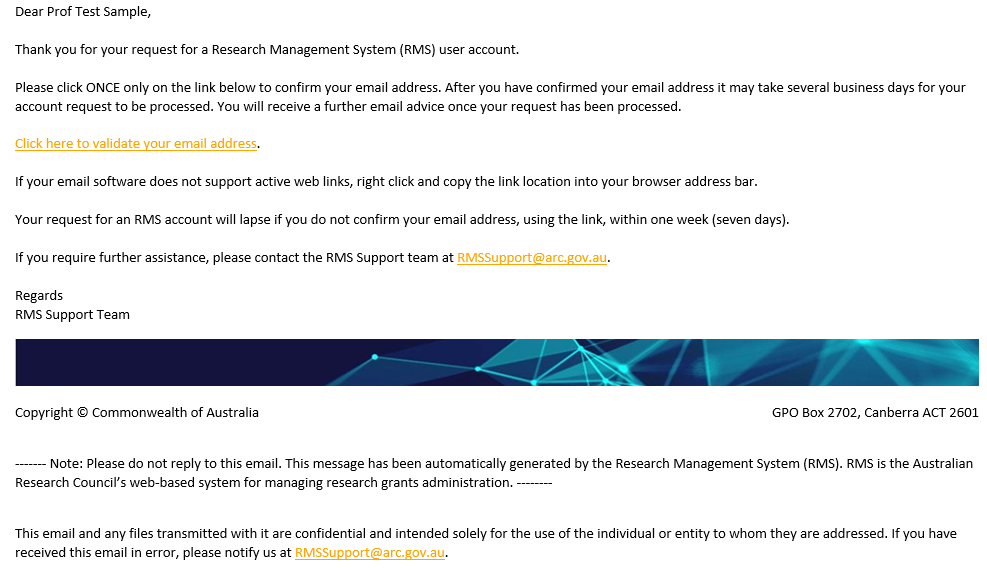 Dear Prof Test Sample,
Thank you for your request for a Research Management System (RMS) user account.
Please click ONCE only on the link below to confirm your email address. After you have confirmed your email address it may take several business days for your
account request to be processed. You will receive a further email advice once your request has been processed.
Click here to validate your email address.
If your email software does not support active web links, right click and copy the link location into your browser address bar.
Your request for an RMS account will lapse if you do not confirm your email address, using the link, within one week (seven days).
If you require further assistance, please contact the RMS Support team at RMSSupport@arc.gov.au.
Regards
RMS Support Team
Copyright © Commonwealth of Australia GPO Box 2702, Canberra ACT 2601
------- Note: Please do not reply to this email. This message has been automatically generated by the Research Management System (RMS). RMS is the Australian
Research Council’s web-based system for managing research grants administration. --------
This email and any files transmitted with it are confidential and intended solely for the use of the individual or entity to whom they are addressed. If you have
received this email in error, please notify us at RMSSupport@arc.gov.au.